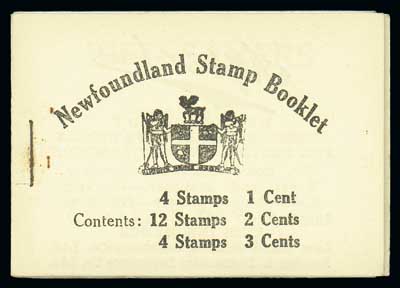 Newfoundland Stamp Booklet
4 Stamps 1 Cent
Contents: 12 Stamps 2 Cents
4 Stamps 3 Cents